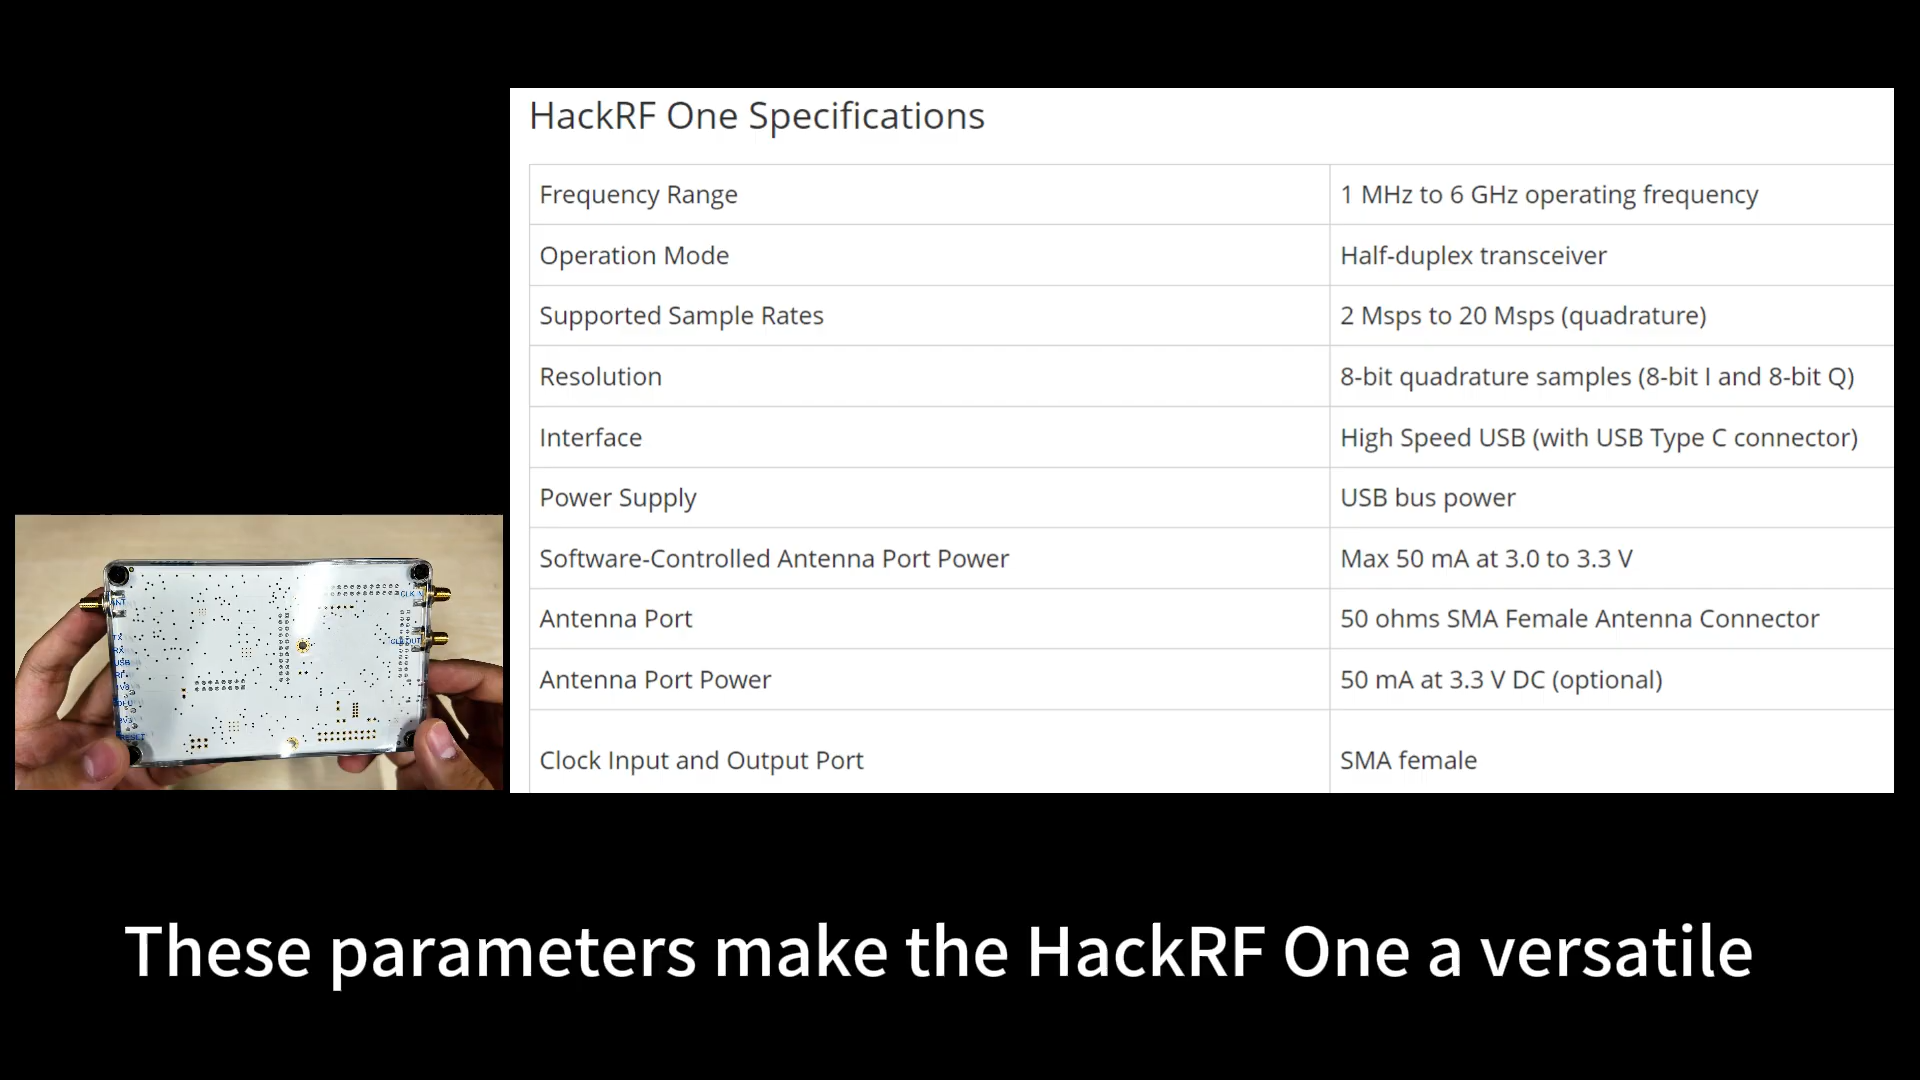 HackRF One Specifications
Frequency Range 1 MHz to 6 GHz operating frequency
Operation Mode Half-duplex transceiver
Supported Sample Rates 2 Msps to 20 Msps (quadrature)
Resolution 8-bit quadrature samples (8-bit I and 8-bit Q)
Interface High Speed USB (with USB Type C connector)
Power Supply USB bus power
Software-Controlled Antenna Port Power Max 50 mA at 3.0 to 3.3 V
Antenna Port 50 ohms SMA Female Antenna Connector
Antenna Port Power 50 mA at 3.3 V DC (optional)
Clock Input and Output Port SMA female
TX
RX
USB
RESET
These parameters make the HackRF One a versatile